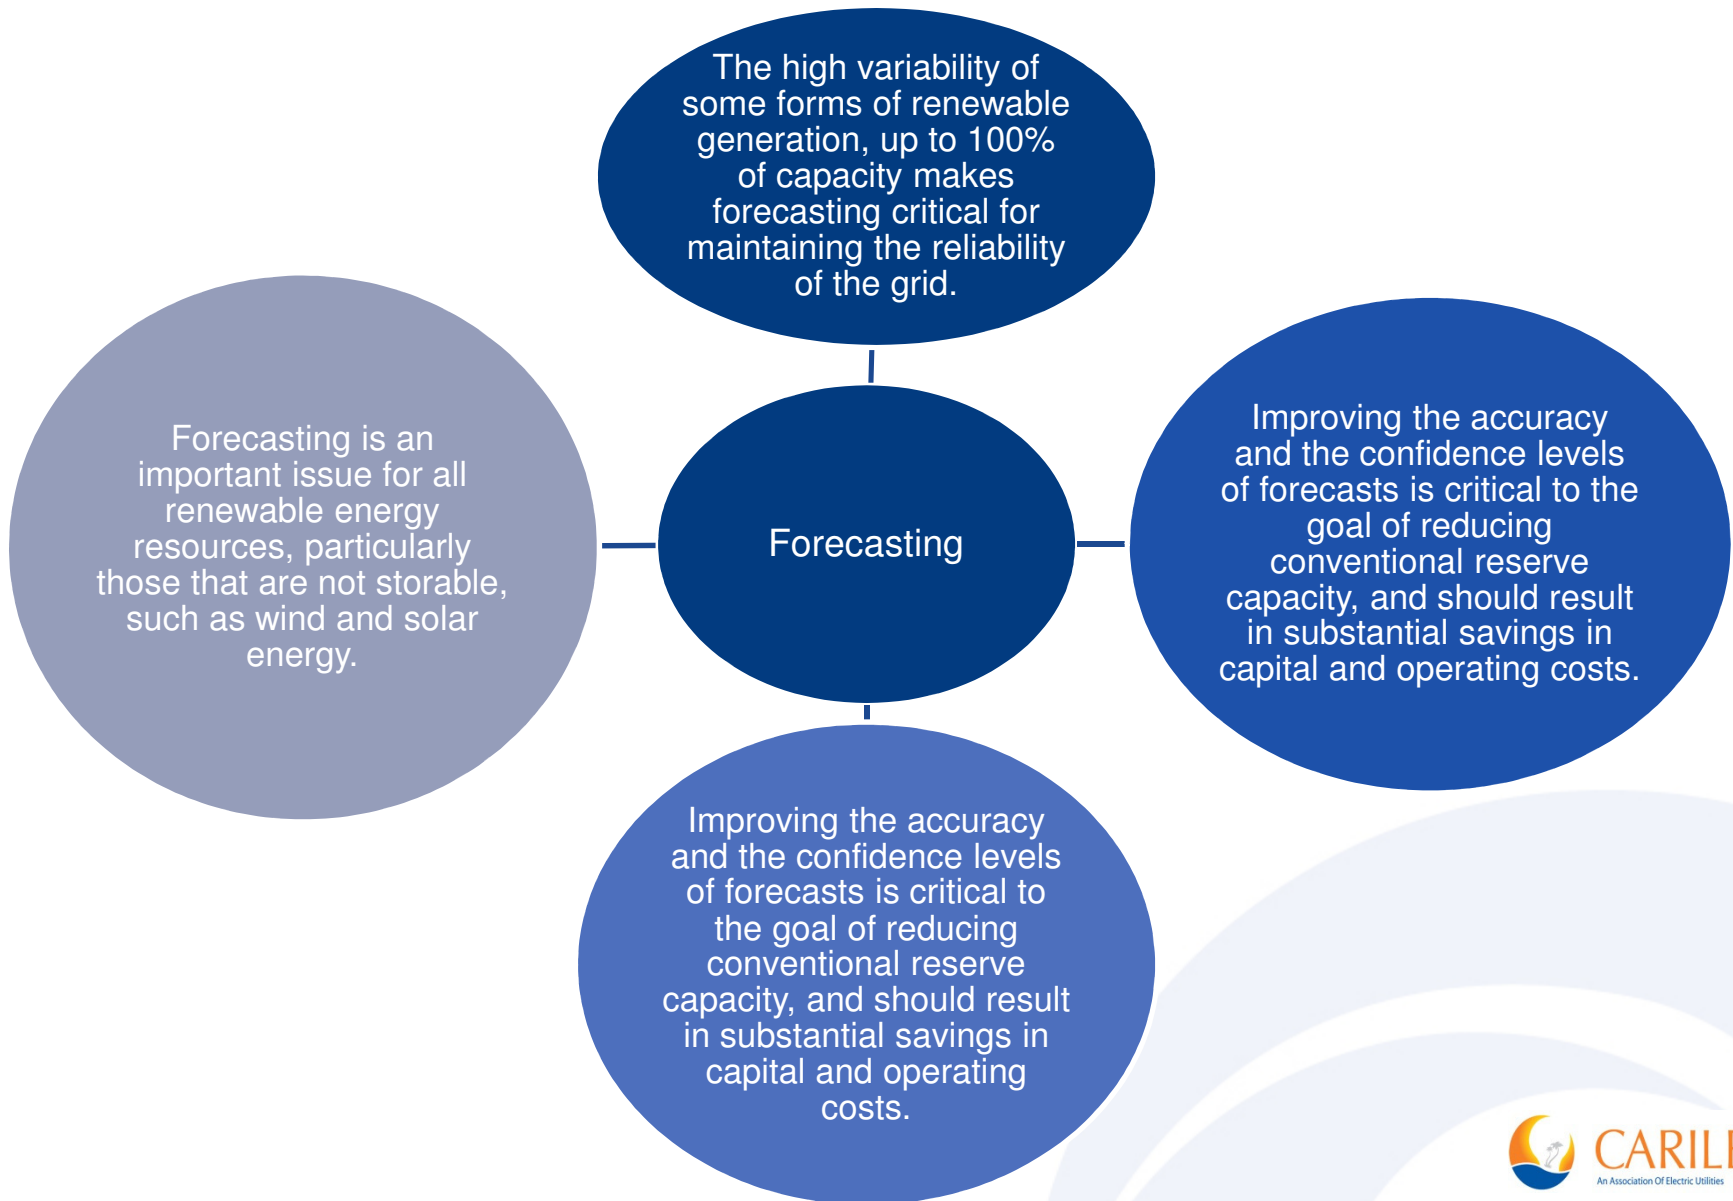 The high variability of
some forms of renewable
generation, up to 100%
of capacity makes
forecasting critical for
maintaining the reliability
of the grid.
Forecasting is an
important issue for all
renewable energy
resources, particularly
those that are not storable,
such as wind and solar
energy.
Forecasting
Improving the accuracy
and the confidence levels
of forecasts is critical to the
goal of reducing
conventional reserve
capacity, and should result
in substantial savings in
capital and operating costs.
Improving the accuracy
and the confidence levels
of forecasts is critical to
the goal of reducing
conventional reserve
capacity, and should result
in substantial savings in
capital and operating
costs.
CARILE
An Association Of Electric Utilities